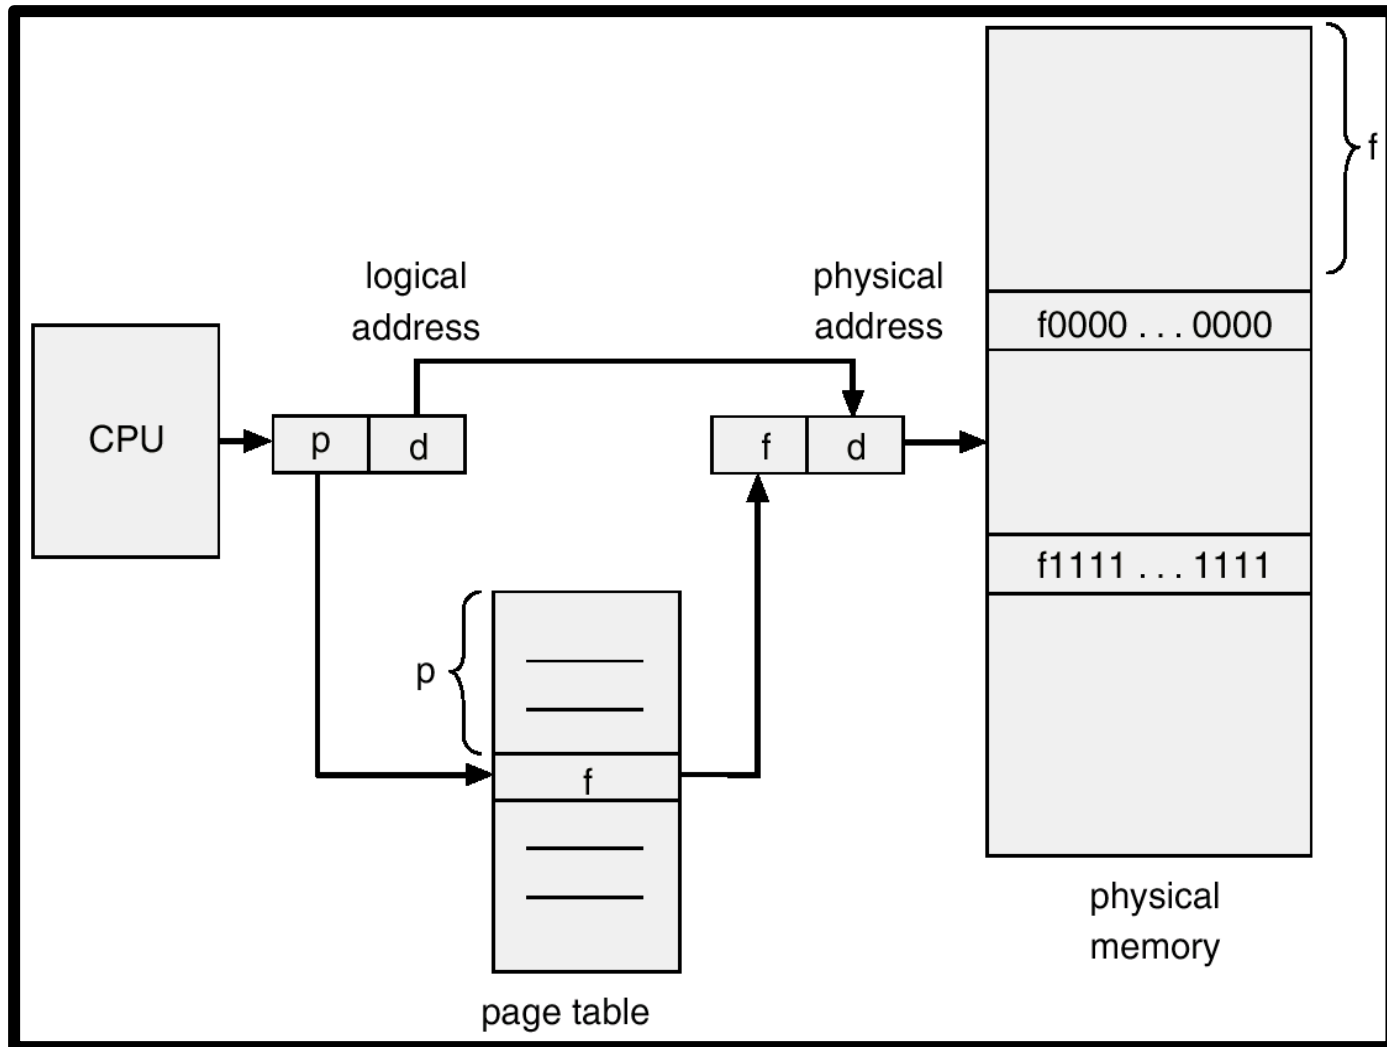 f
logical
address
physical
address
f0000 . . . 0000
CPU
p
d
f
d
f1111 . . . 1111
p
f
physical
memory
page table